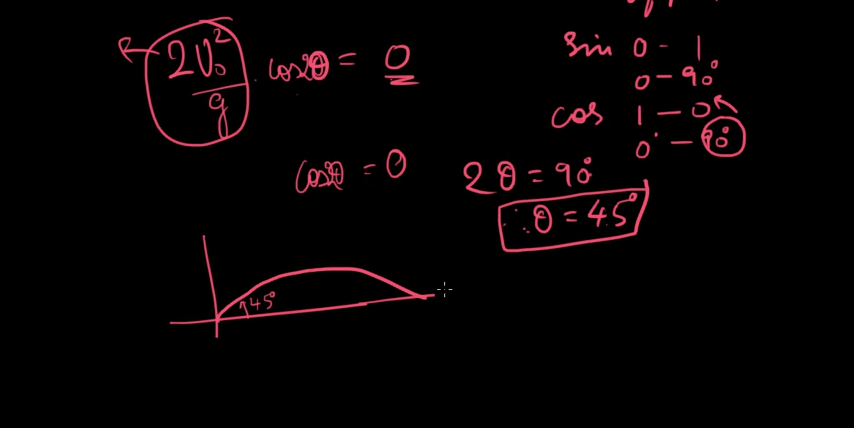 2V₀²/g . cos2θ = 0
sin 0 - 1
0 - 90°
cos 1 - 0
0° - 90°
cos2θ = 0
2θ = 90°
∴ θ = 45°
45°